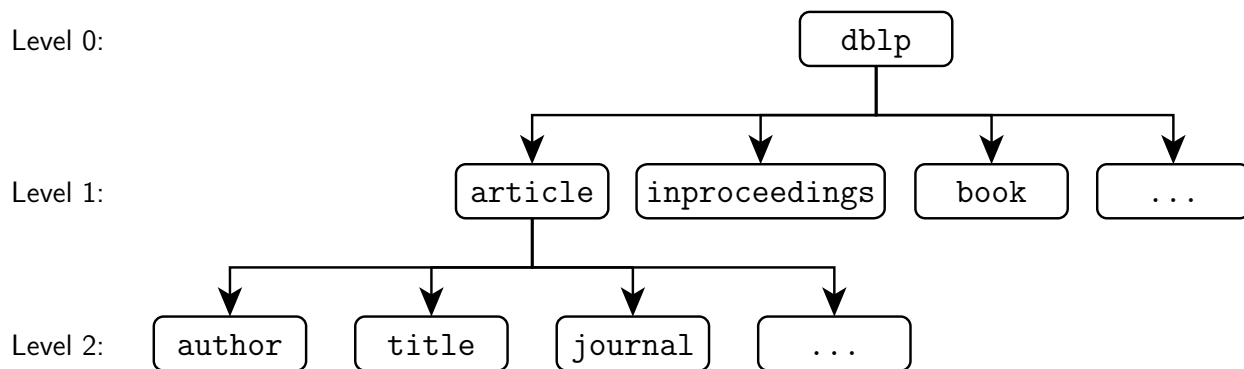 Level 0: dblp
Level 1: article inproceedings book ...
Level 2: author title journal ...